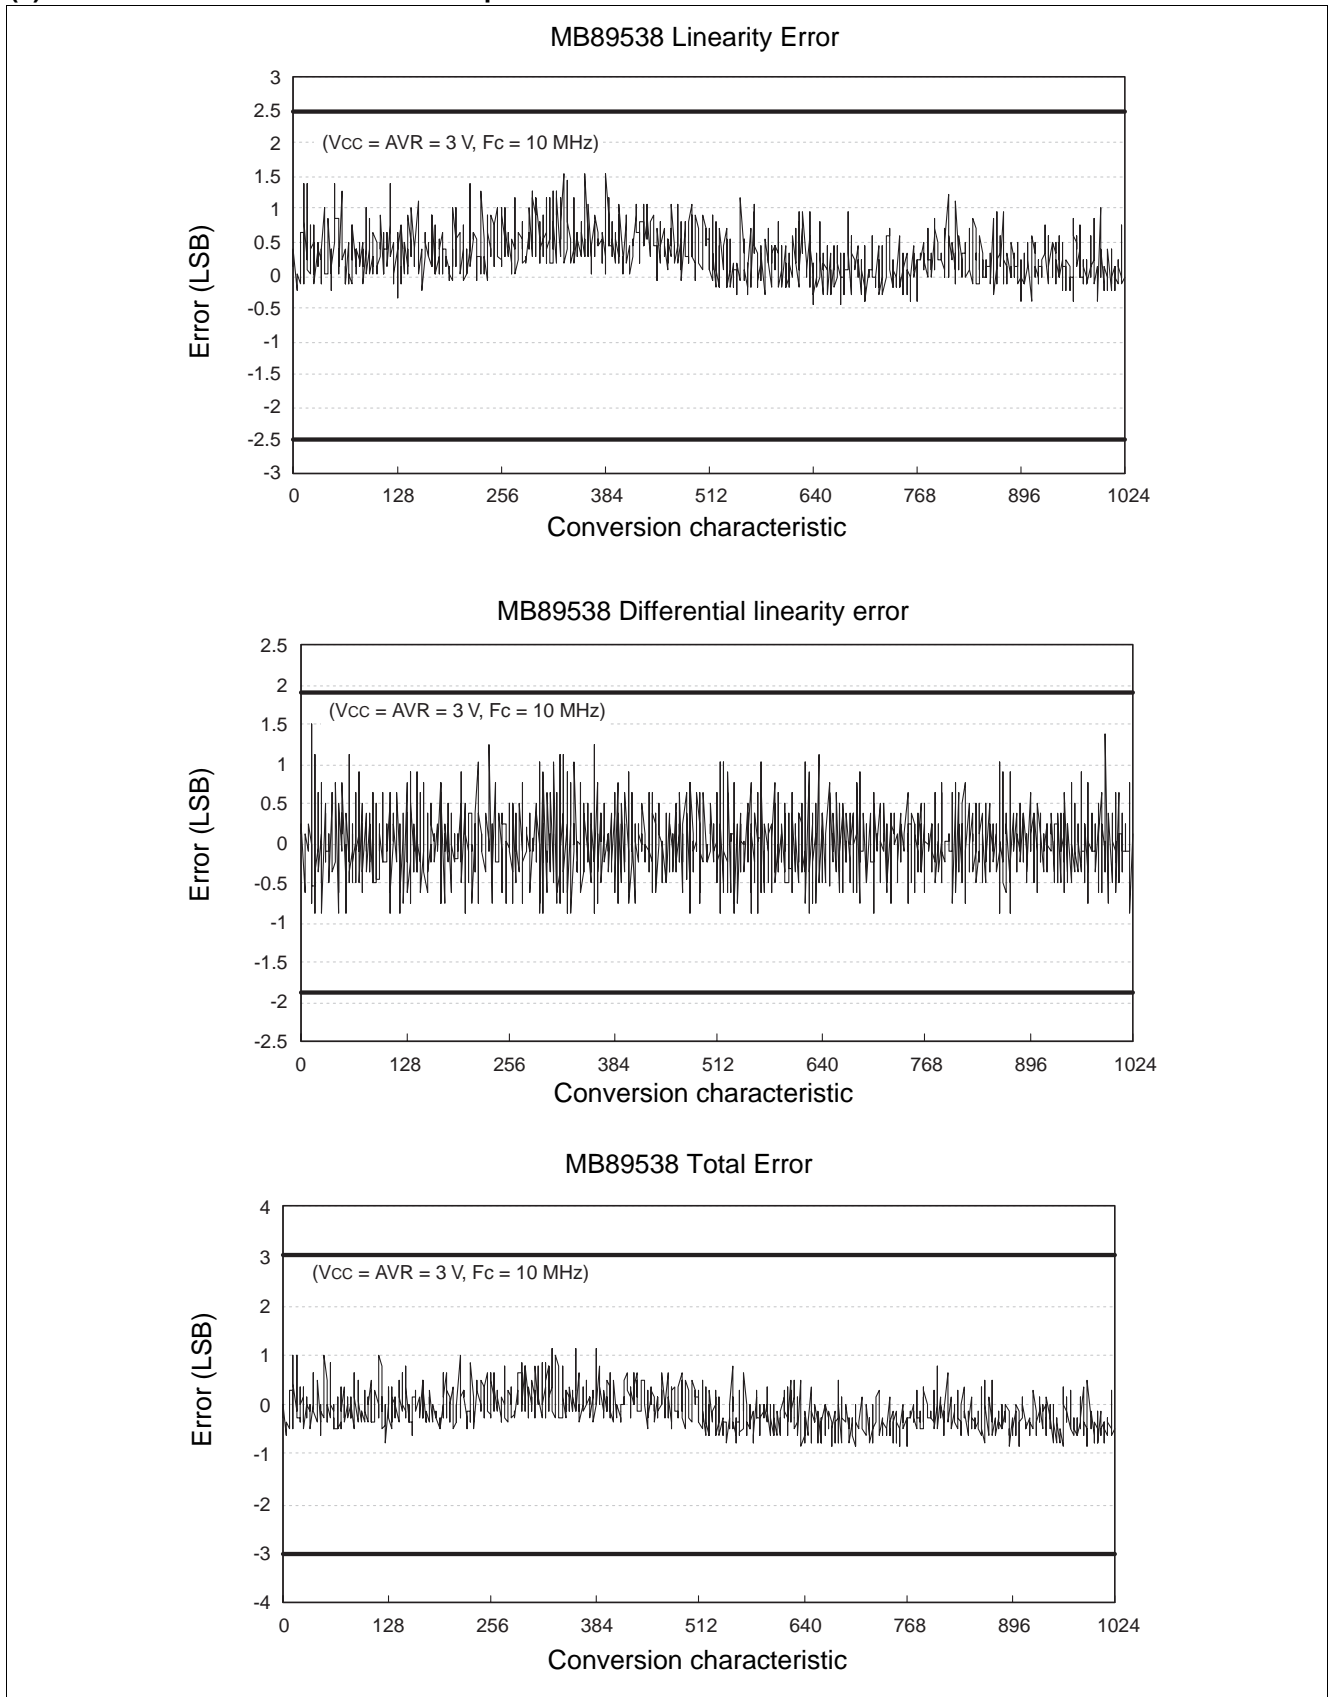 MB89538 Linearity Error
3
2.5
(VCC = AVR = 3 V, FC = 10 MHz)
2
1.5
1
0.5
0
-0.5
-1
-1.5
-2
-2.5
-3
Error (LSB)
0 128 256 384 512 640 768 896 1024
Conversion characteristic
MB89538 Differential linearity error
2.5
2
(VCC = AVR = 3 V, FC = 10 MHz)
1.5
1
0.5
0
-0.5
-1
-1.5
-2
-2.5
Error (LSB)
0 128 256 384 512 640 768 896 1024
Conversion characteristic
MB89538 Total Error
4
3
(VCC = AVR = 3 V, FC = 10 MHz)
2
1
0
-1
-2
-3
-4
Error (LSB)
0 128 256 384 512 640 768 896 1024
Conversion characteristic